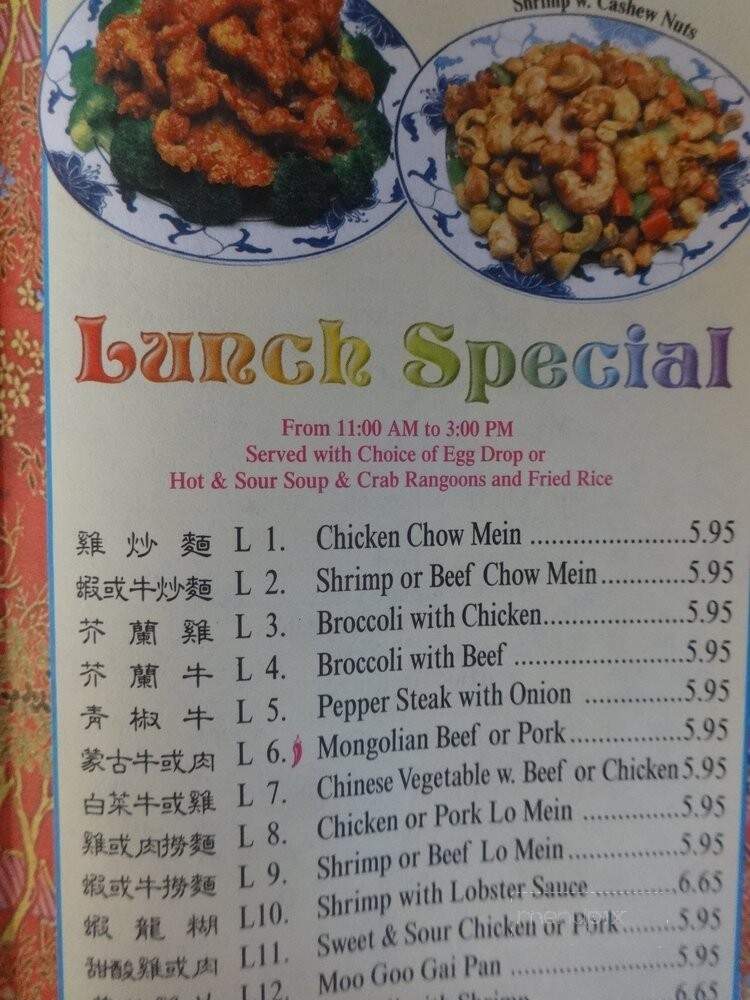 Shrimp w. Cashew Nuts
Lunch Special
From 11:00 AM to 3:00 PM
Served with Choice of Egg Drop or
Hot & Sour Soup & Crab Rangoons and Fried Rice
雞 炒 麵 L 1. Chicken Chow Mein ......................5.95
蝦或牛炒麵 L 2. Shrimp or Beef Chow Mein............5.95
芥 蘭 雞 L 3. Broccoli with Chicken....................5.95
芥 蘭 牛 L 4. Broccoli with Beef ........................5.95
青 椒 牛 L 5. Pepper Steak with Onion ..............5.95
蒙古牛或肉 L 6. Mongolian Beef or Pork................5.95
白菜牛或雞 L 7. Chinese Vegetable w. Beef or Chicken 5.95
雞或肉撈麵 L 8. Chicken or Pork Lo Mein ..............5.95
蝦或牛撈麵 L 9. Shrimp or Beef Lo Mein................5.95
蝦 龍 糊 L10. Shrimp with Lobster Sauce............6.65
甜酸雞或肉 L11. Sweet & Sour Chicken or Pork........5.95
L12. Moo Goo Gai Pan ........................5.95
with Shrimp 6.65